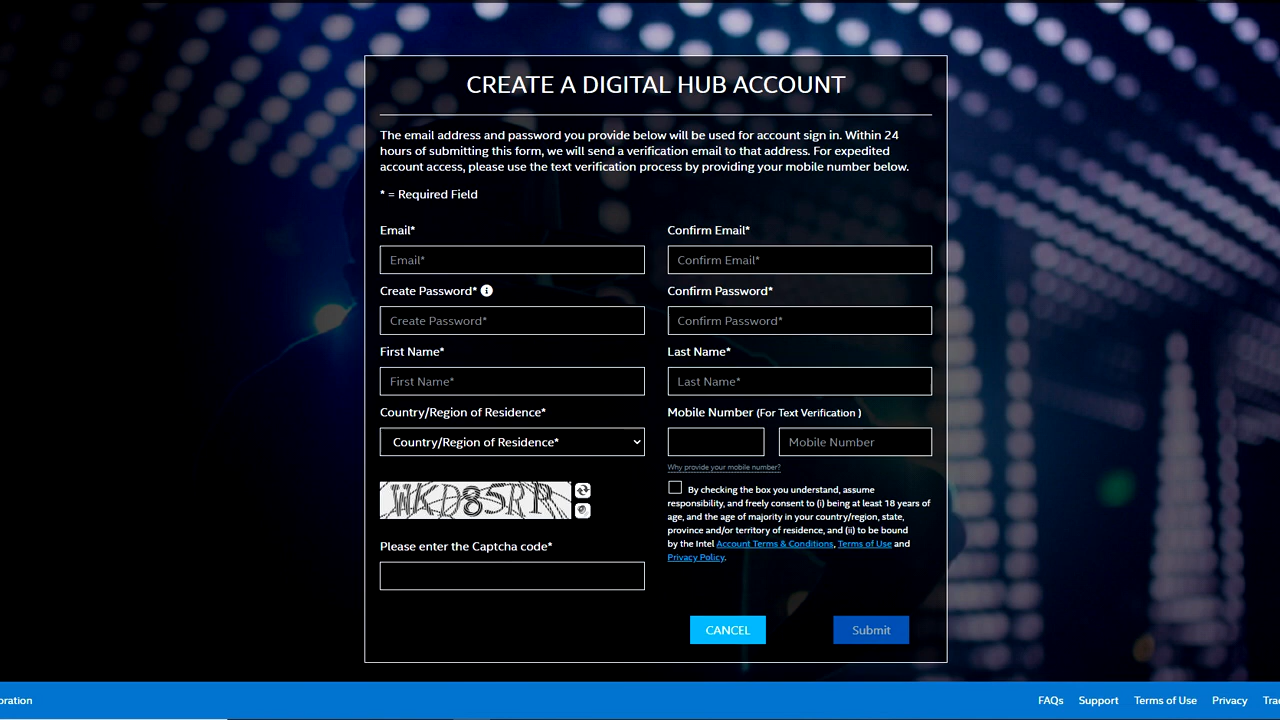 CREATE A DIGITAL HUB ACCOUNT
The email address and password you provide below will be used for account sign in. Within 24
hours of submitting this form, we will send a verification email to that address. For expedited
account access, please use the text verification process by providing your mobile number below.
* = Required Field
Email* Confirm Email*
Email* Confirm Email*
Create Password* Confirm Password*
Create Password* Confirm Password*
First Name* Last Name*
First Name* Last Name*
Country/Region of Residence* Mobile Number (For Text Verification )
Country/Region of Residence* Mobile Number
Why provide your mobile number?
By checking the box you understand, assume
responsibility, and freely consent to (i) being at least 18 years of
age, and the age of majority in your country/region, state,
province and/or territory of residence, and (ii) to be bound
by the Intel Account Terms & Conditions, Terms of Use and
Privacy Policy.
Please enter the Captcha code*
CANCEL Submit
oration FAQs Support Terms of Use Privacy Tra